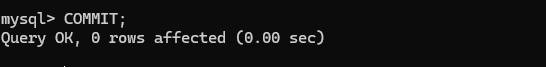 mysql> COMMIT;
Query OK, 0 rows affected (0.00 sec)